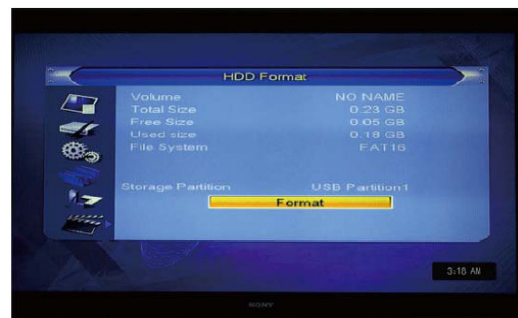 HDD Format
Volume NO NAME
Total Size 0.23 GB
Free Size 0.05 GB
Used size 0.18 GB
File System FAT16
Storage Partition USB Partition1
Format
3:18 AM
SONY